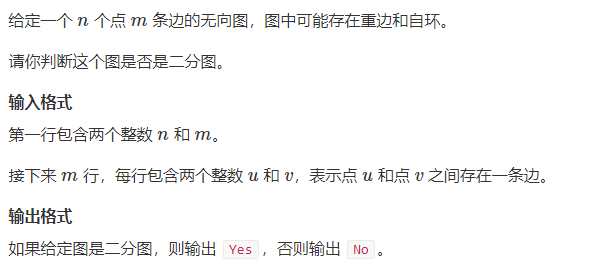 给定一个 n 个点 m 条边的无向图，图中可能存在重边和自环。
请你判断这个图是否是二分图。
输入格式
第一行包含两个整数 n 和 m。
接下来 m 行，每行包含两个整数 u 和 v，表示点 u 和点 v 之间存在一条边。
输出格式
如果给定图是二分图，则输出 Yes ，否则输出 No 。